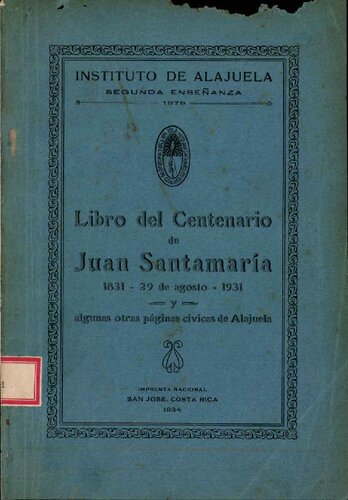 INSTITUTO DE ALAJUELA
SEGUNDA ENSEÑANZA
1879
Libro del Centenario
de
Juan Santamaría
1831 - 29 de agosto - 1931
y
algunas otras páginas cívicas de Alajuela
IMPRENTA NACIONAL
SAN JOSE, COSTA RICA
1934